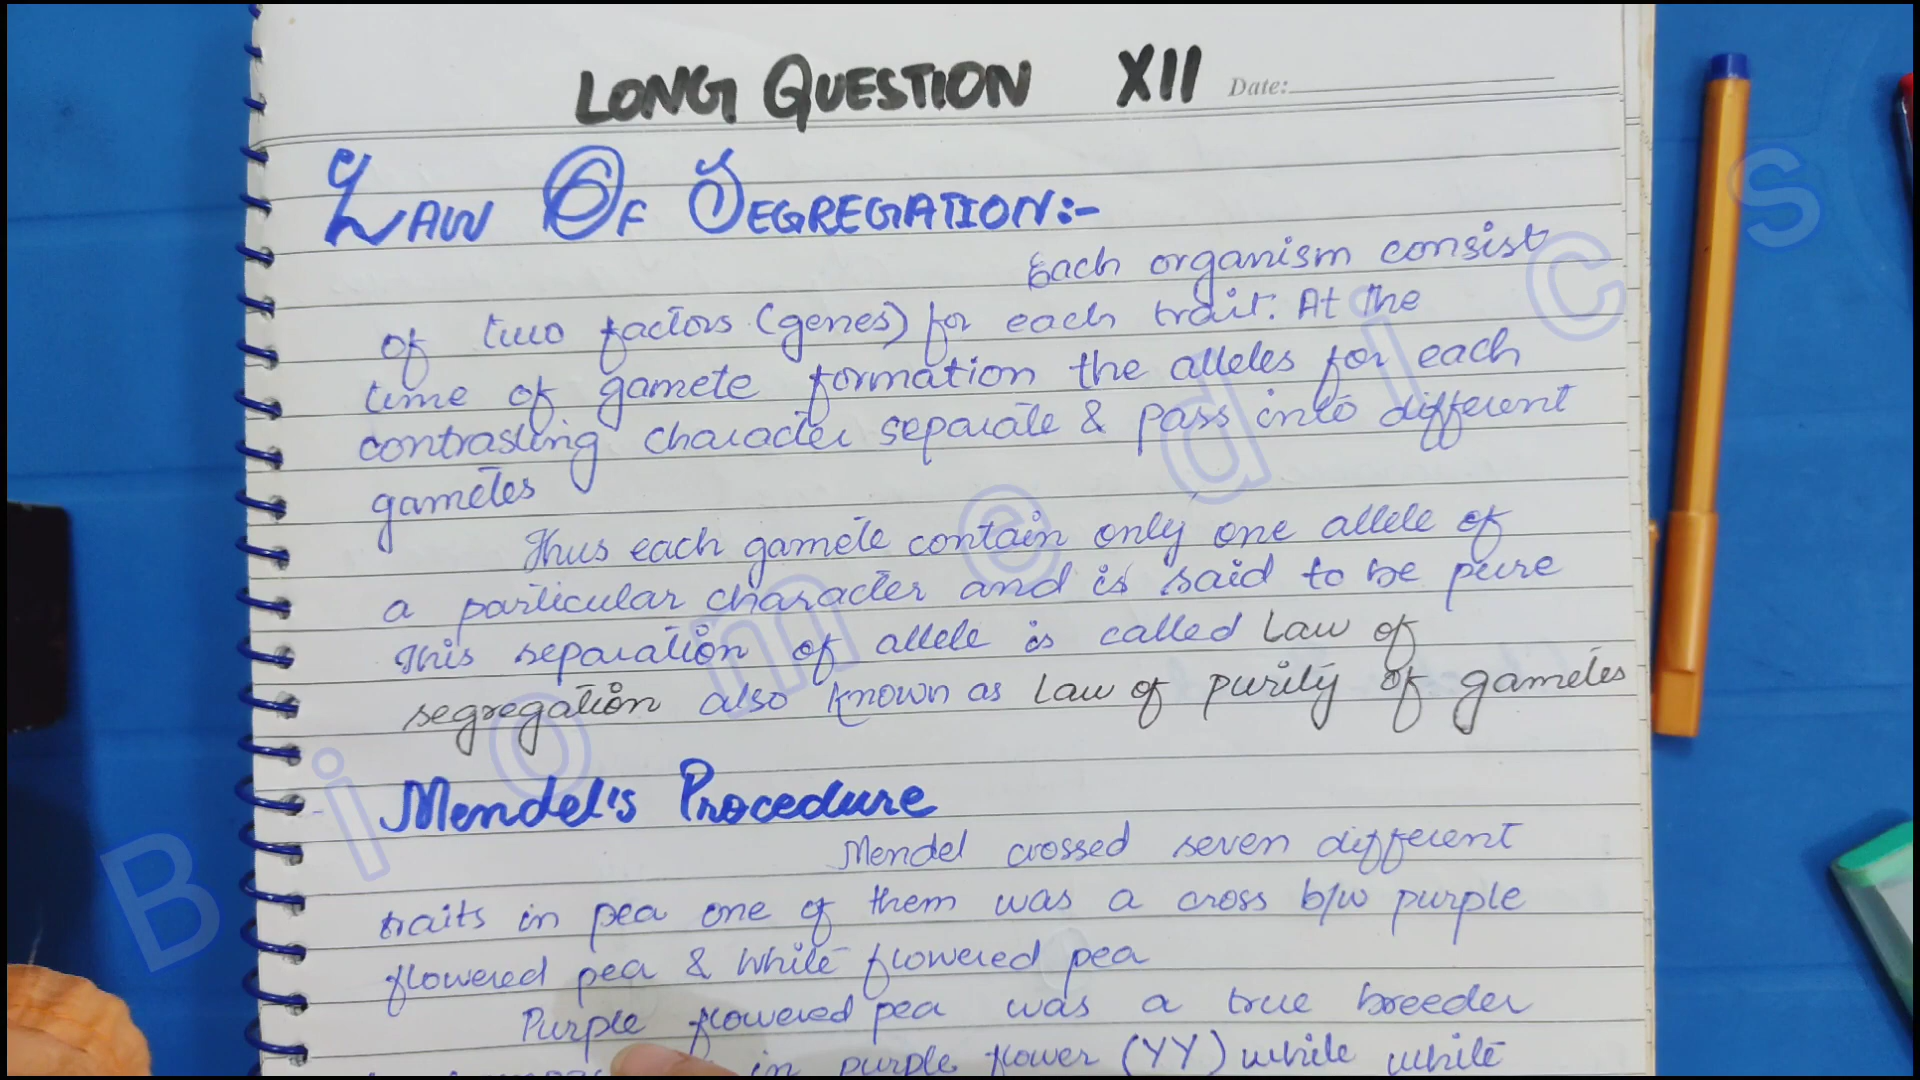 LONG QUESTION XII Date:
LAW OF SEGREGATION:-
Each organism consist
of two factors (genes) for each trait. At the
time of gamete formation the alleles for each
contrasting character separate & pass into different
gametes
Thus each gamete contain only one allele of
a particular character and is said to be pure
This separation of allele is called Law of
segregation also known as Law of purity of gametes
Mendel's Procedure
Mendel crossed seven different
traits in pea one of them was a cross b/w purple
flowered pea & white flowered pea
Purple flowered pea was a true breeder
in purple flower (YY) while white
Biomedics